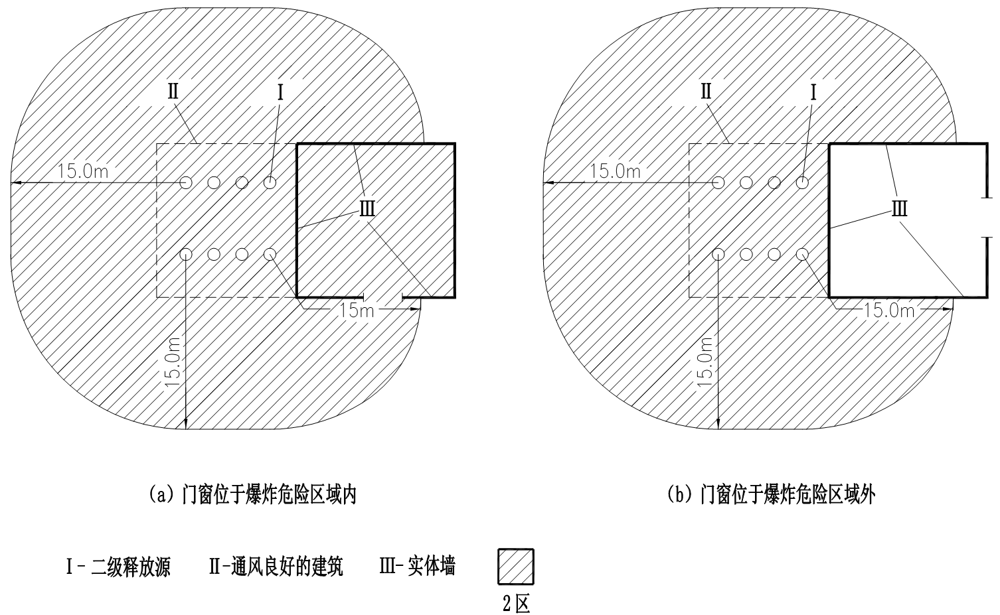 Ⅱ Ⅰ Ⅱ Ⅰ
15.0m 15.0m
Ⅲ Ⅲ
15m 15.0m
15.0m 15.0m
（a）门窗位于爆炸危险区域内 （b）门窗位于爆炸危险区域外
Ⅰ-二级释放源 Ⅱ-通风良好的建筑 Ⅲ-实体墙
2区